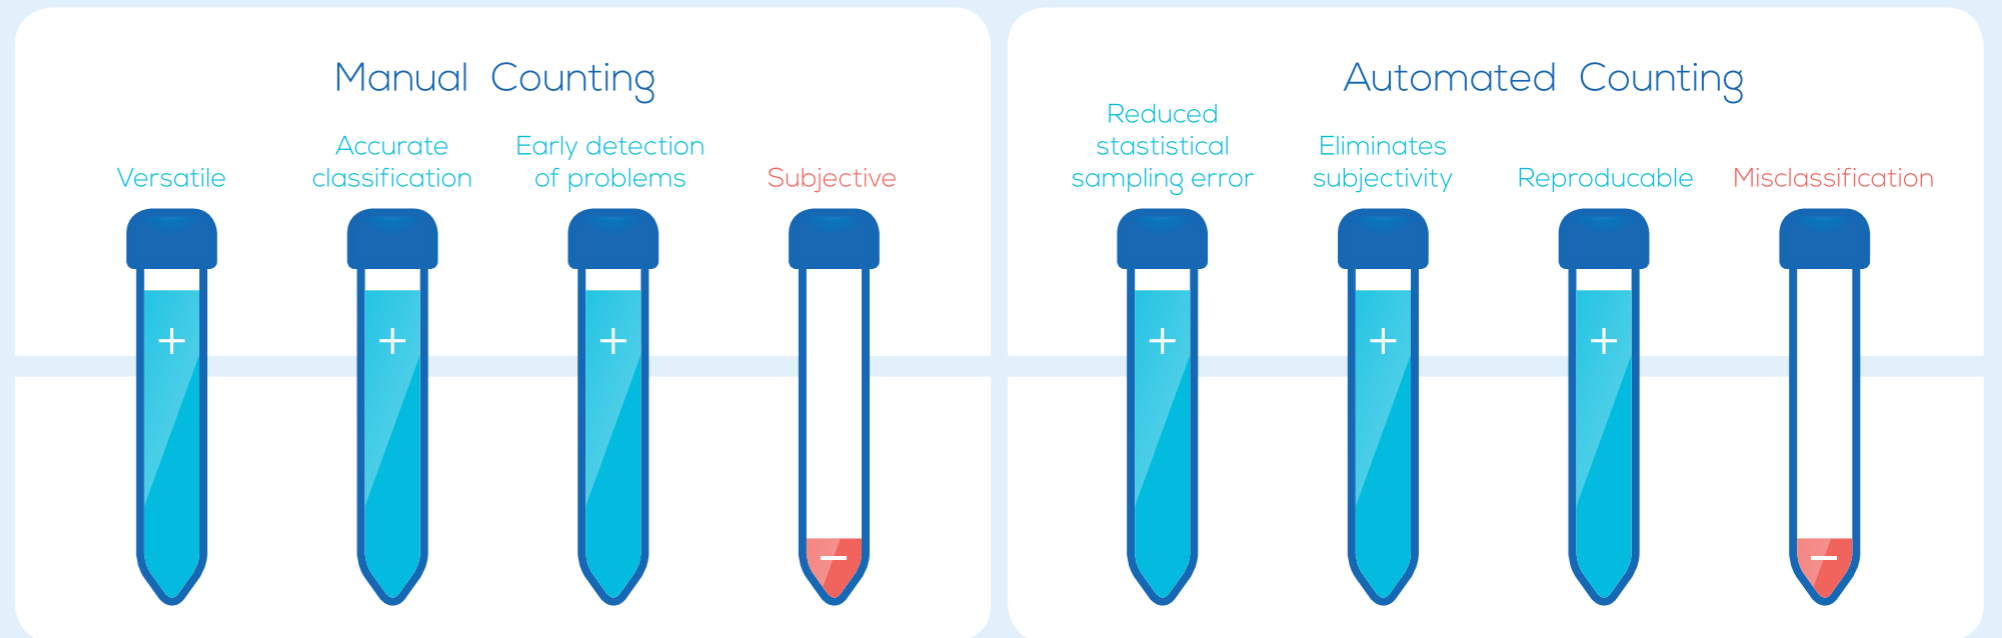 Manual Counting
Versatile
Accurate
classification
Early detection
of problems
Subjective
+
+
+
−
Automated Counting
Reduced
stastistical
sampling error
Eliminates
subjectivity
Reproducable
Misclassification
+
+
+
−